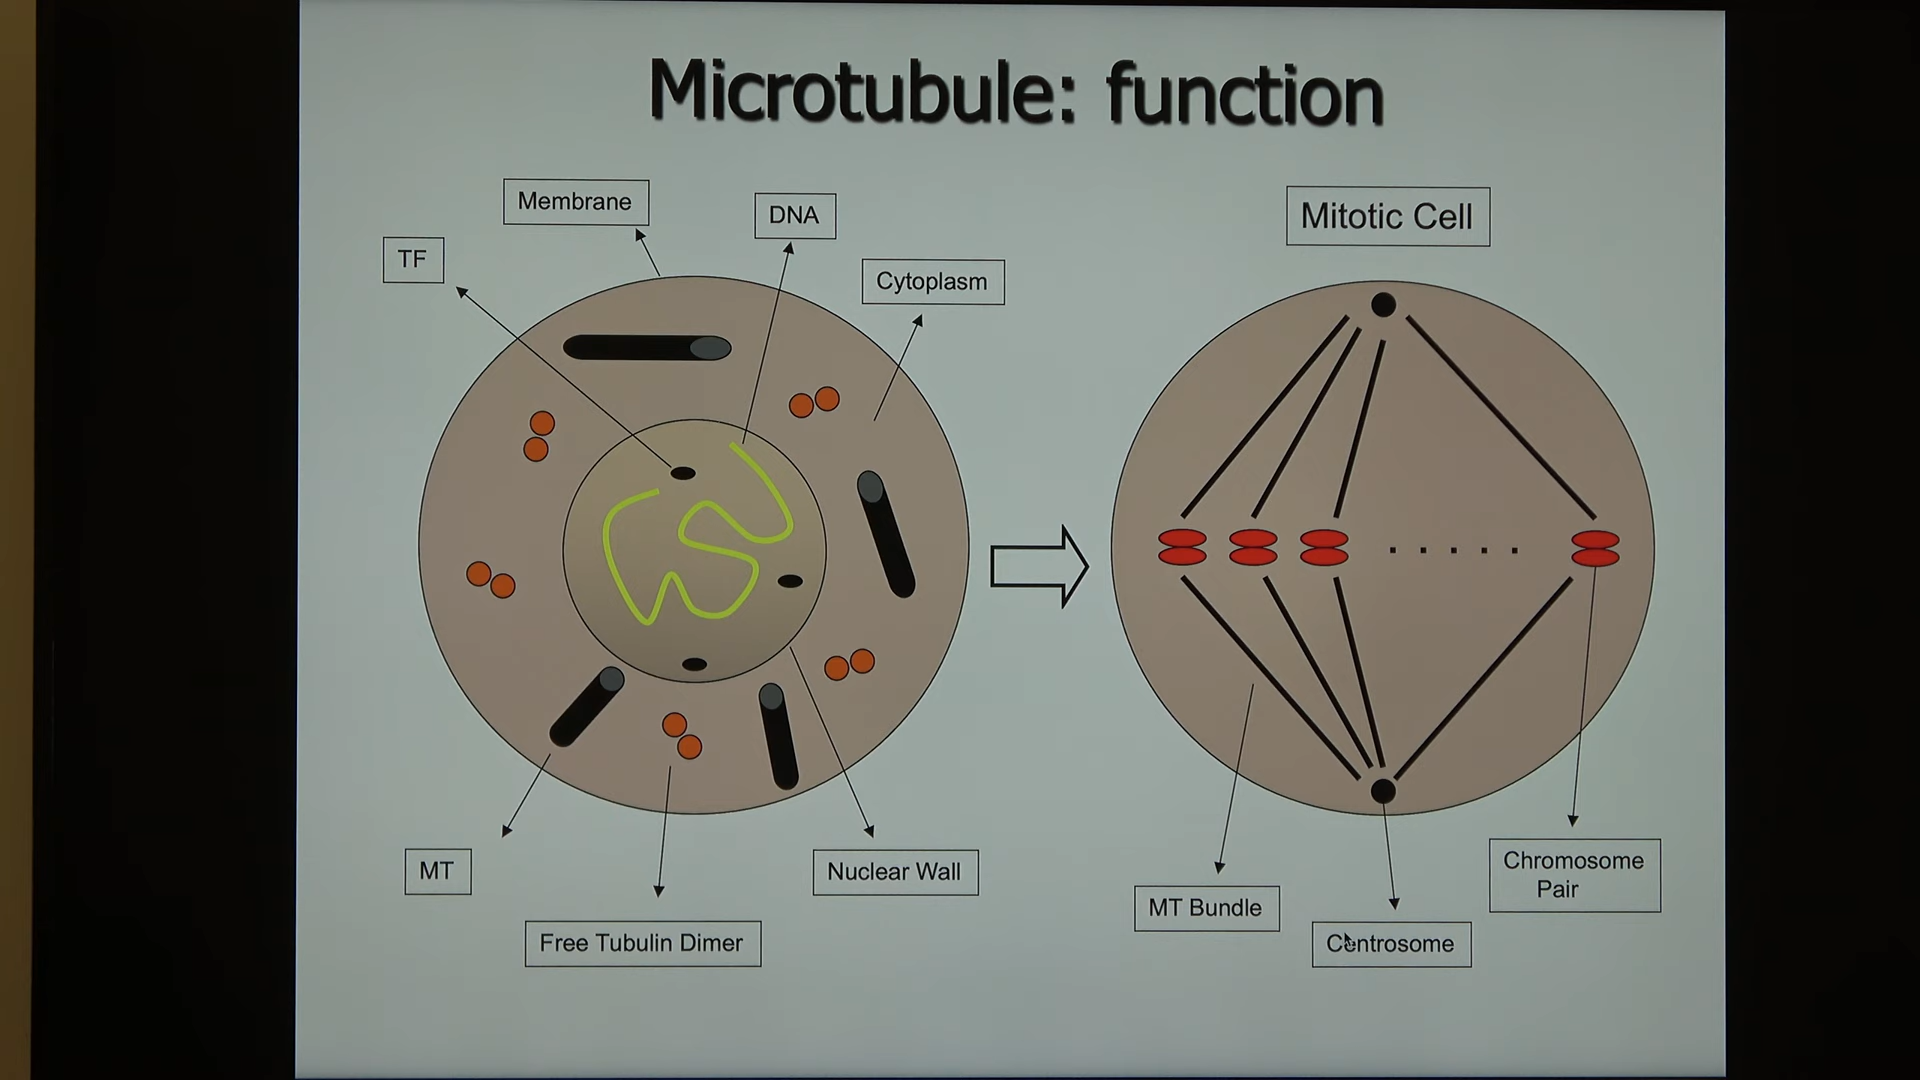 Microtubule: function
Membrane
DNA
TF
Cytoplasm
Mitotic Cell
MT
Nuclear Wall
Free Tubulin Dimer
Chromosome
Pair
MT Bundle
Centrosome